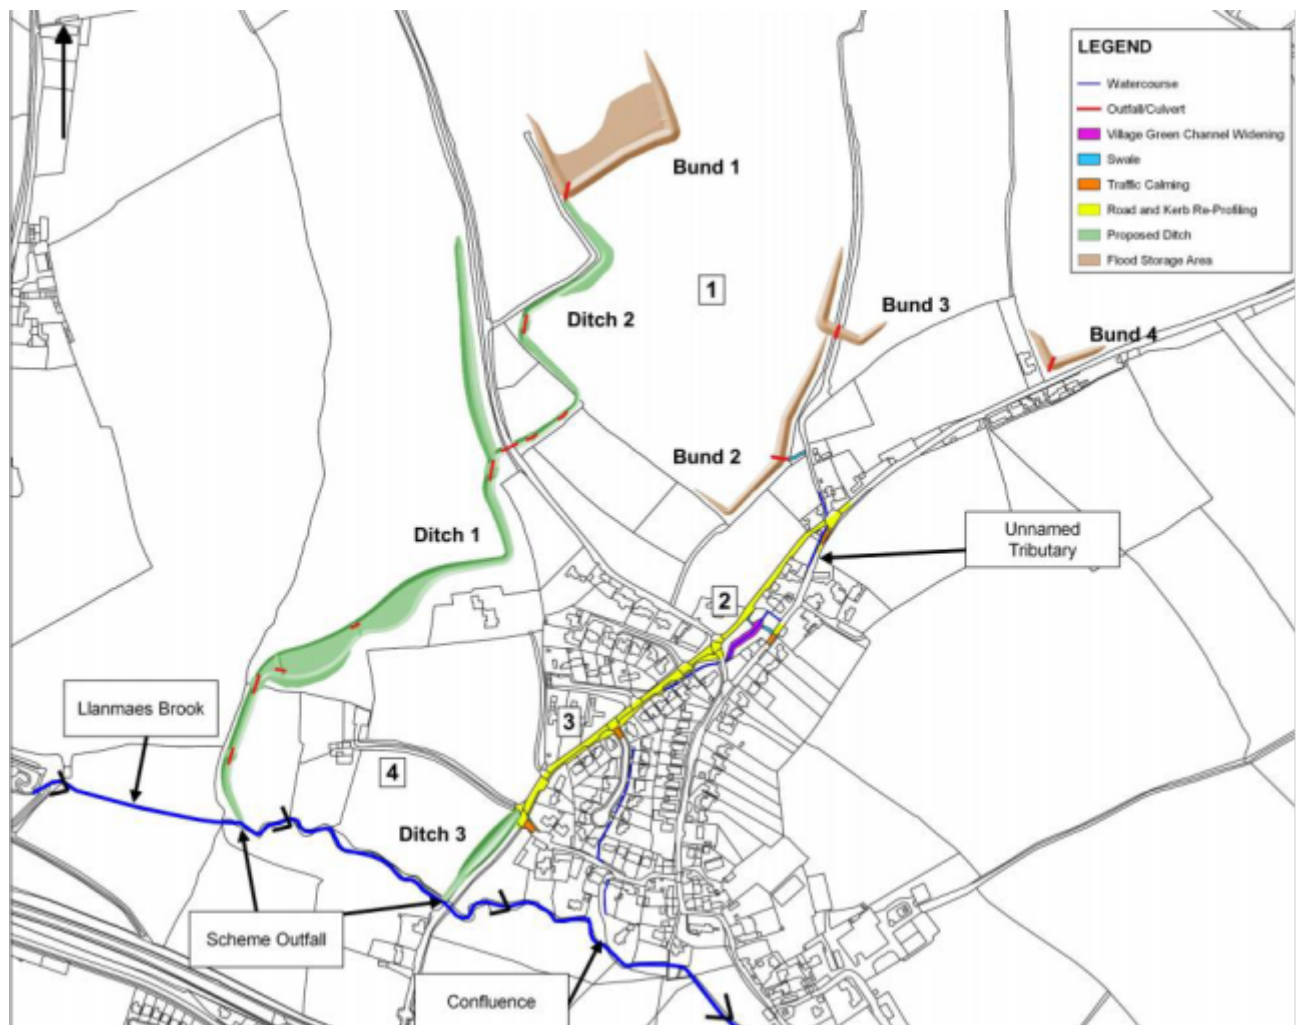 LEGEND
Watercourse
Outfall/Culvert
Village Green Channel Widening
Swale
Traffic Calming
Road and Kerb Re-Profiling
Proposed Ditch
Flood Storage Area
Bund 1
1
Ditch 2
Bund 3
Bund 4
Bund 2
Ditch 1
Unnamed
Tributary
2
Llanmaes Brook
3
4
Ditch 3
Scheme Outfall
Confluence